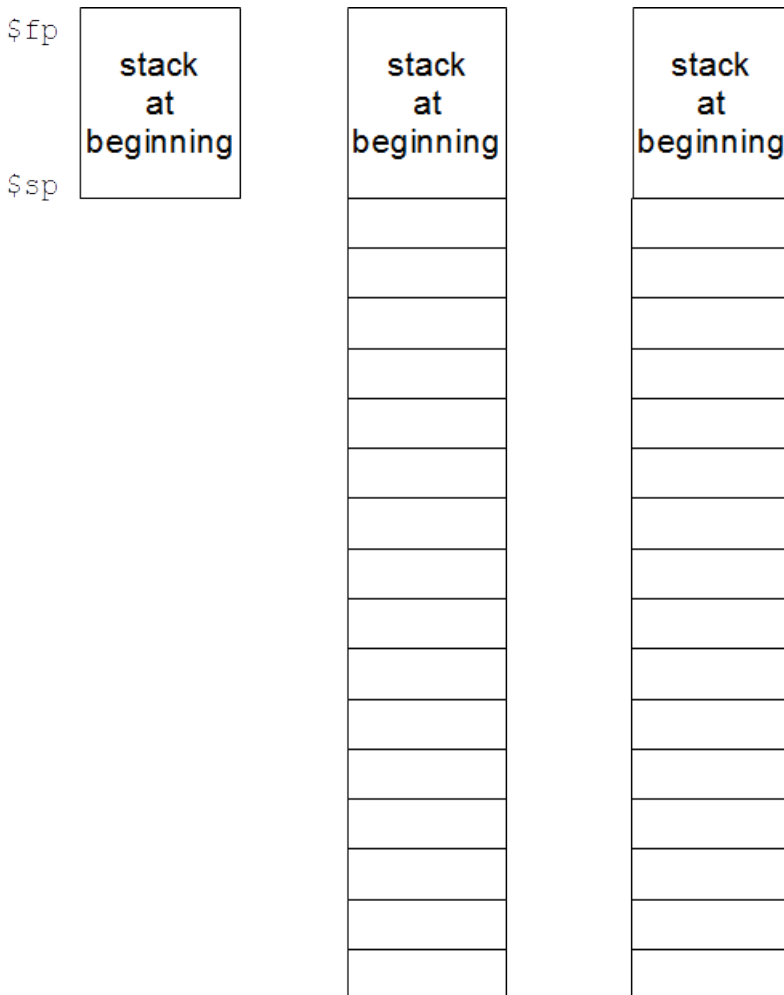 $fp
stack
at
beginning
$sp
stack
at
beginning
stack
at
beginning